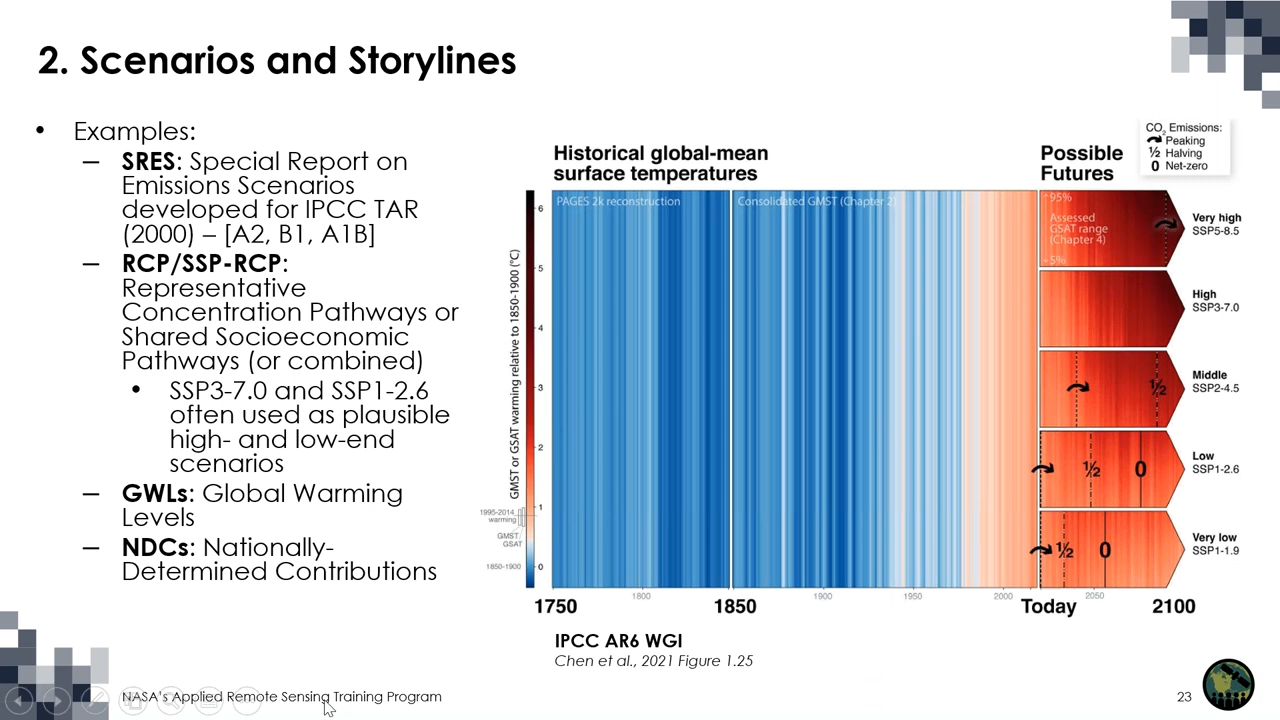 2. Scenarios and Storylines
• Examples:
– SRES: Special Report on
Emissions Scenarios
developed for IPCC TAR
(2000) – [A2, B1, A1B]
– RCP/SSP-RCP:
Representative
Concentration Pathways or
Shared Socioeconomic
Pathways (or combined)
• SSP3-7.0 and SSP1-2.6
often used as plausible
high- and low-end
scenarios
– GWLs: Global Warming
Levels
– NDCs: Nationally-
Determined Contributions
Historical global-mean
surface temperatures
Possible
Futures
CO2 Emissions:
Peaking
½ Halving
0 Net-zero
PAGES 2k reconstruction
Consolidated GMST (Chapter 2)
95%
Assessed
GSAT range
(Chapter 4)
5%
GMST or GSAT warming relative to 1850-1900 (°C)
6
5
4
3
2
1
0
1995-2014
warming
GMST
GSAT
1850-1900
Very high
SSP5-8.5
High
SSP3-7.0
Middle
SSP2-4.5
½
Low
SSP1-2.6
½
0
Very low
SSP1-1.9
½
0
1750
1800
1850
1900
1950
2000
Today
2050
2100
IPCC AR6 WGI
Chen et al., 2021 Figure 1.25
NASA's Applied Remote Sensing Training Program
23